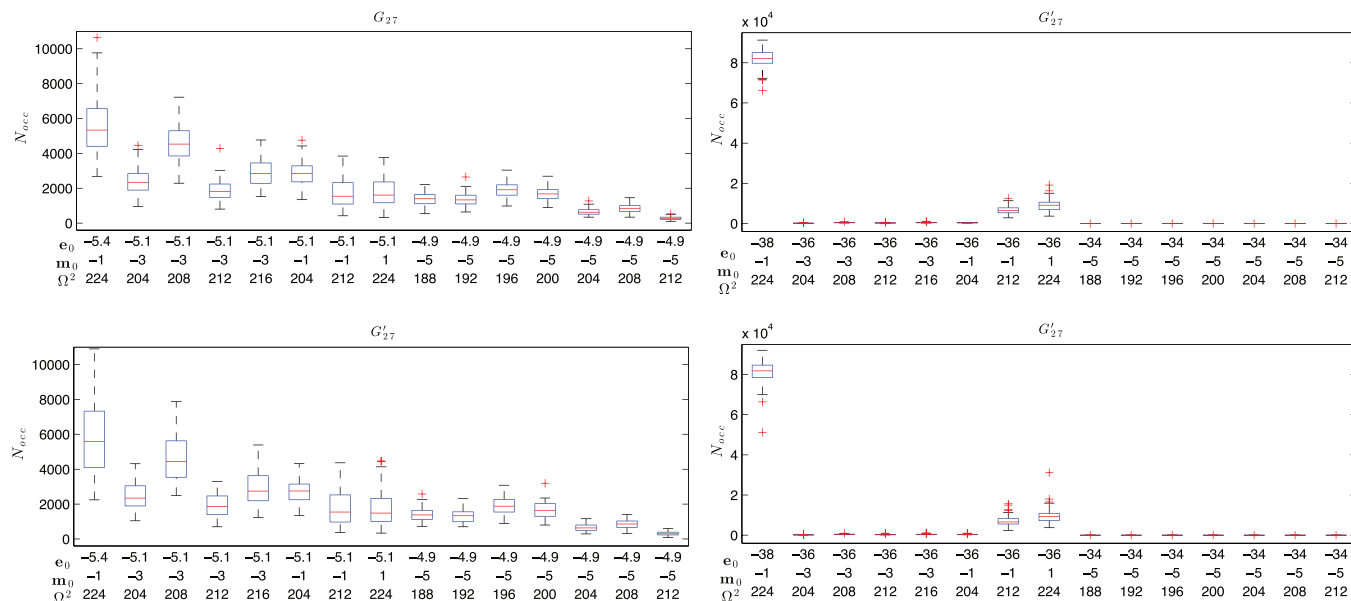 G₂₇
N_occ
10000
8000
6000
4000
2000
0
e₀ −5.4 −5.1 −5.1 −5.1 −5.1 −5.1 −5.1 −5.1 −4.9 −4.9 −4.9 −4.9 −4.9 −4.9 −4.9
m₀ −1 −3 −3 −3 −3 −1 −1 1 −5 −5 −5 −5 −5 −5 −5
Ω² 224 204 208 212 216 204 212 224 188 192 196 200 204 208 212
G′₂₇
x 10⁴
N_occ
8
6
4
2
0
e₀ −38 −36 −36 −36 −36 −36 −36 −36 −34 −34 −34 −34 −34 −34 −34
m₀ −1 −3 −3 −3 −3 −1 −1 1 −5 −5 −5 −5 −5 −5 −5
Ω² 224 204 208 212 216 204 212 224 188 192 196 200 204 208 212
G′₂₇
N_occ
10000
8000
6000
4000
2000
0
e₀ −5.4 −5.1 −5.1 −5.1 −5.1 −5.1 −5.1 −5.1 −4.9 −4.9 −4.9 −4.9 −4.9 −4.9 −4.9
m₀ −1 −3 −3 −3 −3 −1 −1 1 −5 −5 −5 −5 −5 −5 −5
Ω² 224 204 208 212 216 204 212 224 188 192 196 200 204 208 212
G′₂₇
x 10⁴
N_occ
8
6
4
2
0
e₀ −38 −36 −36 −36 −36 −36 −36 −36 −34 −34 −34 −34 −34 −34 −34
m₀ −1 −3 −3 −3 −3 −1 −1 1 −5 −5 −5 −5 −5 −5 −5
Ω² 224 204 208 212 216 204 212 224 188 192 196 200 204 208 212